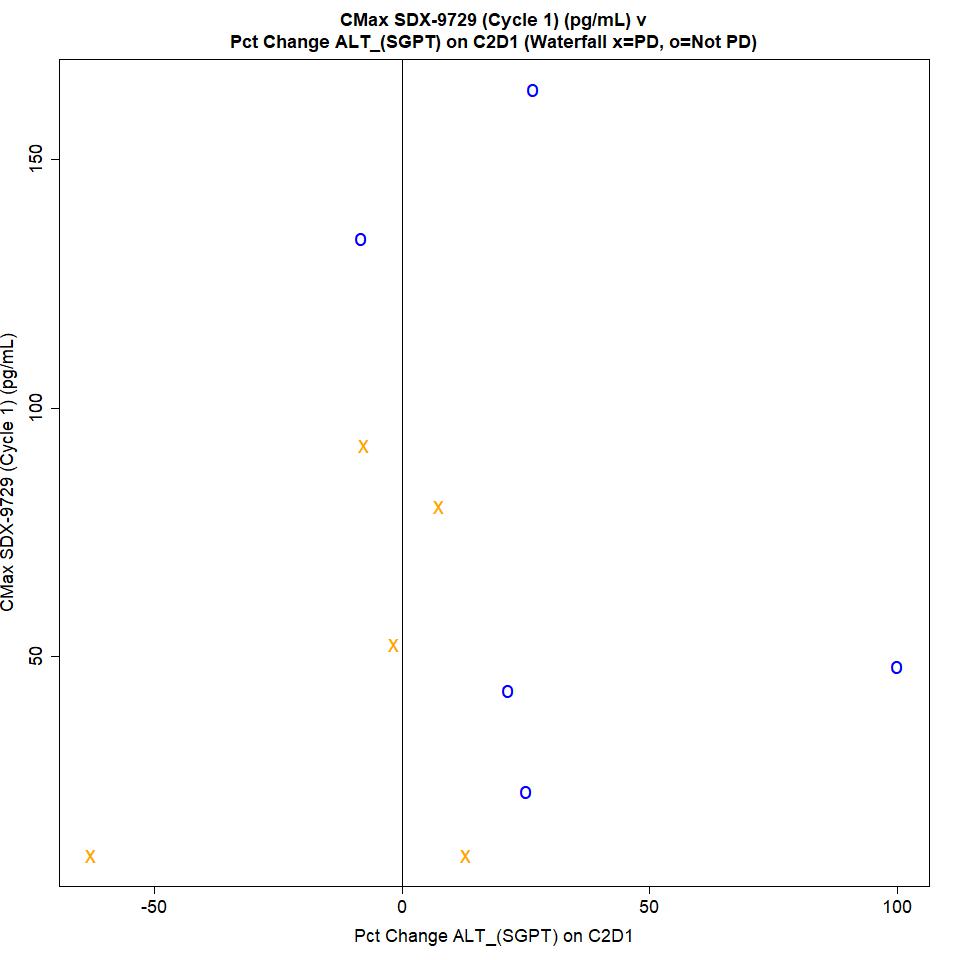 CMax SDX-9729 (Cycle 1) (pg/mL) v
Pct Change ALT_(SGPT) on C2D1 (Waterfall x=PD, o=Not PD)
CMax SDX-9729 (Cycle 1) (pg/mL)
150
100
50
O
O
X
X
X
O
O
O
X
X
-50
0
50
100
Pct Change ALT_(SGPT) on C2D1